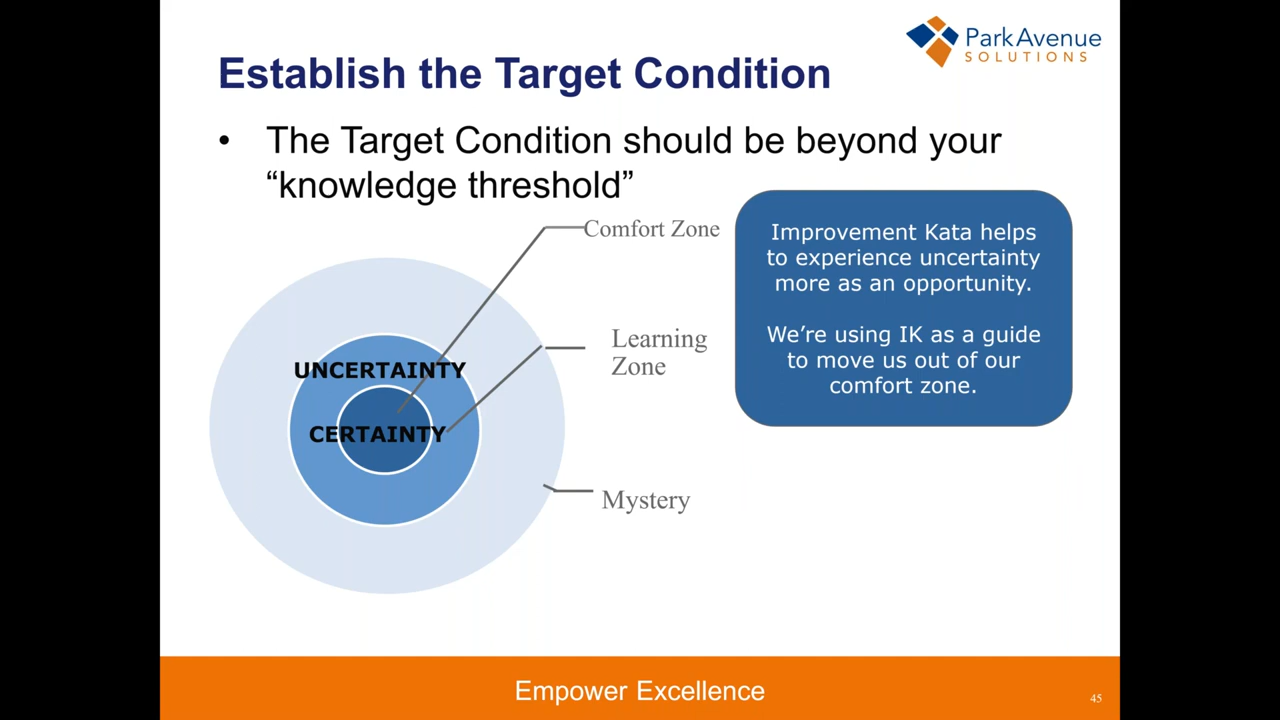 ParkAvenue
SOLUTIONS
Establish the Target Condition
• The Target Condition should be beyond your
“knowledge threshold”
Comfort Zone
Learning
Zone
Mystery
UNCERTAINTY
CERTAINTY
Improvement Kata helps
to experience uncertainty
more as an opportunity.
We’re using IK as a guide
to move us out of our
comfort zone.
Empower Excellence
45